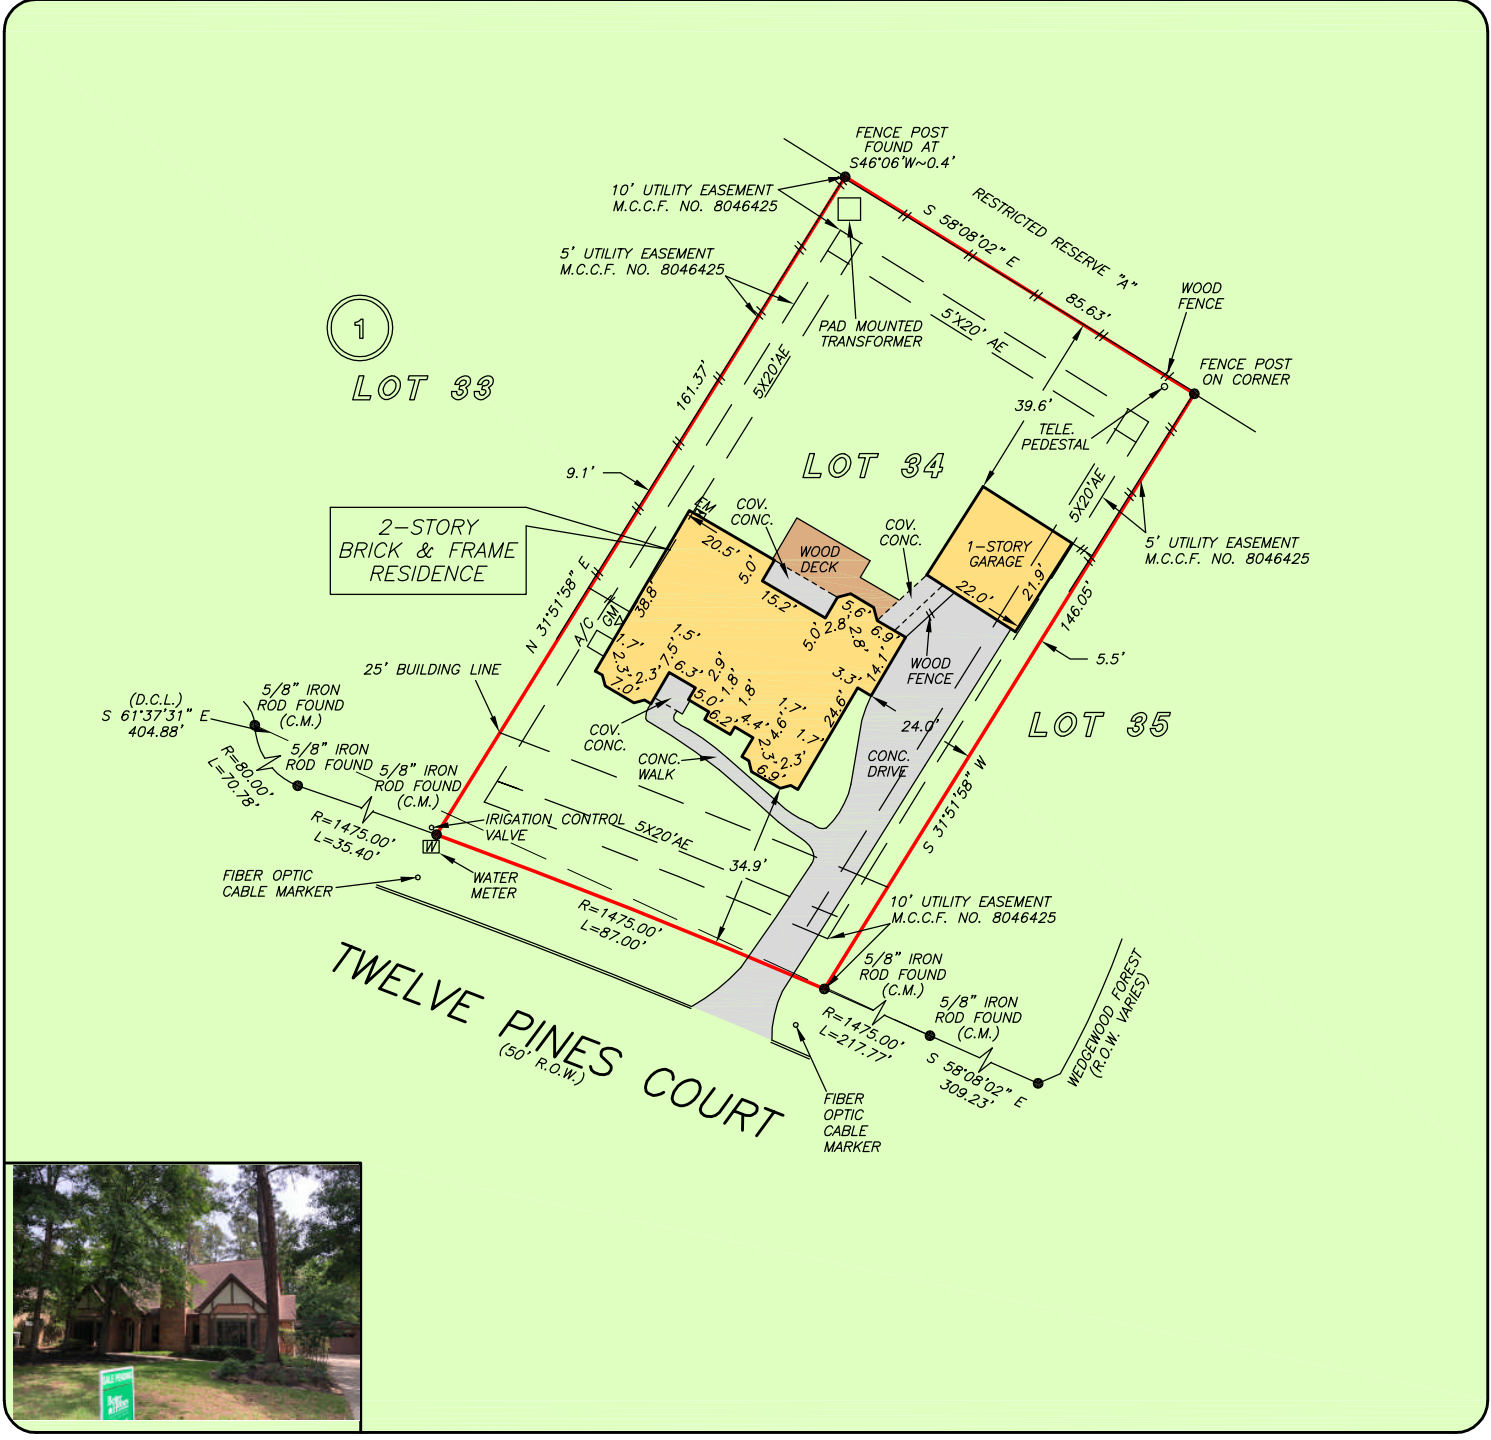 FENCE POST
FOUND AT
S46°06'W~0.4'
10' UTILITY EASEMENT
M.C.C.F. NO. 8046425
RESTRICTED RESERVE "A"
S 58°08'02" E
85.63'
5' UTILITY EASEMENT
M.C.C.F. NO. 8046425
WOOD
FENCE
1
LOT 33
PAD MOUNTED
TRANSFORMER
5'X20' AE
FENCE POST
ON CORNER
161.37'
5X20'AE
39.6'
TELE.
PEDESTAL
LOT 34
9.1'
5X20'AE
2-STORY
BRICK & FRAME
RESIDENCE
EM
COV.
CONC.
20.5'
5.0'
15.2'
WOOD
DECK
COV.
CONC.
1-STORY
GARAGE
22.0'
21.9'
5' UTILITY EASEMENT
M.C.C.F. NO. 8046425
N 31°51'58" E
A/C
GM
38.8'
5.6'
2.8'
2.8'
5.0'
6.9'
14.1'
3.3'
24.6'
146.05'
5.5'
WOOD
FENCE
1.7'
2.3'
7.0'
2.3'
7.5'
1.5'
6.3'
2.9'
1.8'
1.8'
5.0'
6.2'
4.4'
4.6'
1.7'
1.7'
2.3'
2.3'
6.9'
25' BUILDING LINE
COV.
CONC.
CONC.
WALK
24.0'
CONC.
DRIVE
LOT 35
S 31°51'58" W
(D.C.L.)
S 61°37'31" E
404.88'
5/8" IRON
ROD FOUND
(C.M.)
5/8" IRON
ROD FOUND
5/8" IRON
ROD FOUND
(C.M.)
R=80.00'
L=70.78'
R=1475.00'
L=35.40'
IRIGATION CONTROL
VALVE
5X20'AE
34.9'
W
WATER
METER
FIBER OPTIC
CABLE MARKER
R=1475.00'
L=87.00'
10' UTILITY EASEMENT
M.C.C.F. NO. 8046425
5/8" IRON
ROD FOUND
(C.M.)
5/8" IRON
ROD FOUND
(C.M.)
R=1475.00'
L=217.77'
S 58°08'02" E
309.23'
WEDGEWOOD FOREST
(R.O.W. VARIES)
TWELVE PINES COURT
(50' R.O.W.)
FIBER
OPTIC
CABLE
MARKER
SALE PENDING